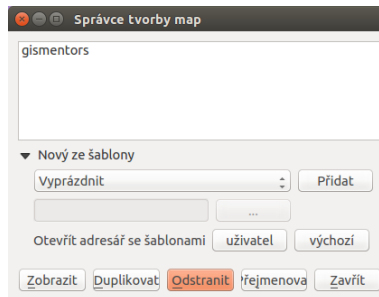 Správce tvorby map
gismentors
Nový ze šablony
Vyprázdnit Přidat
...
Otevřít adresář se šablonami uživatel výchozí
Zobrazit Duplikovat Odstranit Přejmenova Zavřít